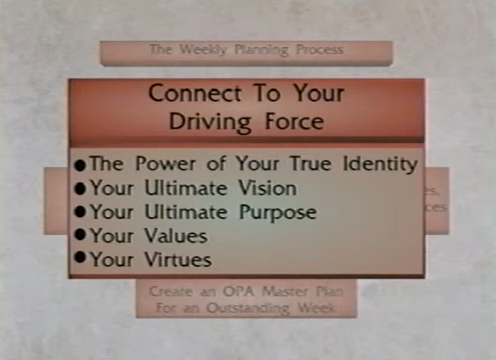 The Weekly Planning Process
Connect To Your
Driving Force
● The Power of Your True Identity
● Your Ultimate Vision
● Your Ultimate Purpose
● Your Values
● Your Virtues
Create an OPA Master Plan
For an Outstanding Week